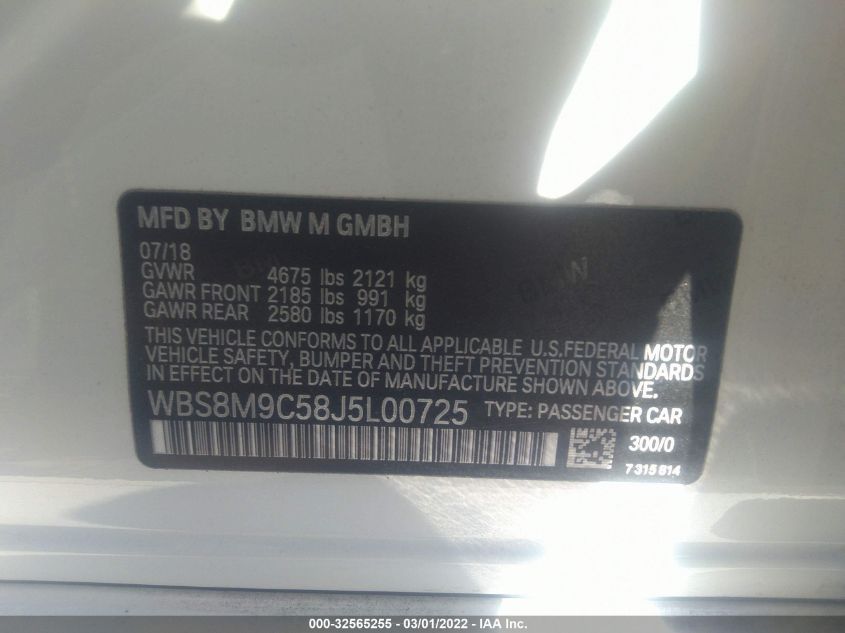 MFD BY BMW M GMBH
07/18
GVWR 4675 lbs 2121 kg
GAWR FRONT 2185 lbs 991 kg
GAWR REAR 2580 lbs 1170 kg
THIS VEHICLE CONFORMS TO ALL APPLICABLE U.S.FEDERAL MOTOR
VEHICLE SAFETY, BUMPER AND THEFT PREVENTION STANDARDS
IN EFFECT ON THE DATE OF MANUFACTURE SHOWN ABOVE.
WBS8M9C58J5L00725 TYPE: PASSENGER CAR
300/0
7 315 814
000-32565255 - 03/01/2022 - IAA Inc.